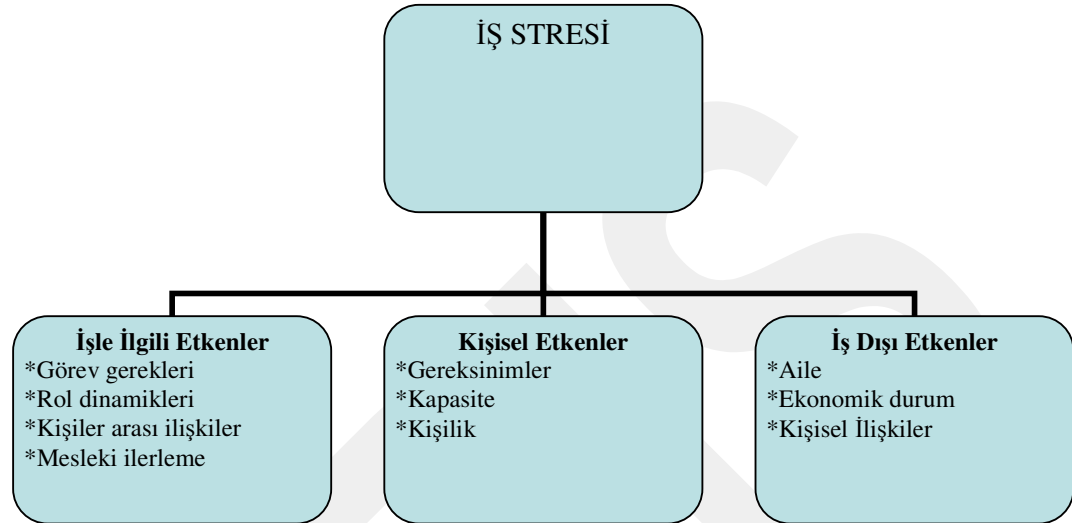 İŞ STRESİ
İşle İlgili Etkenler
*Görev gerekleri
*Rol dinamikleri
*Kişiler arası ilişkiler
*Mesleki ilerleme
Kişisel Etkenler
*Gereksinimler
*Kapasite
*Kişilik
İş Dışı Etkenler
*Aile
*Ekonomik durum
*Kişisel İlişkiler